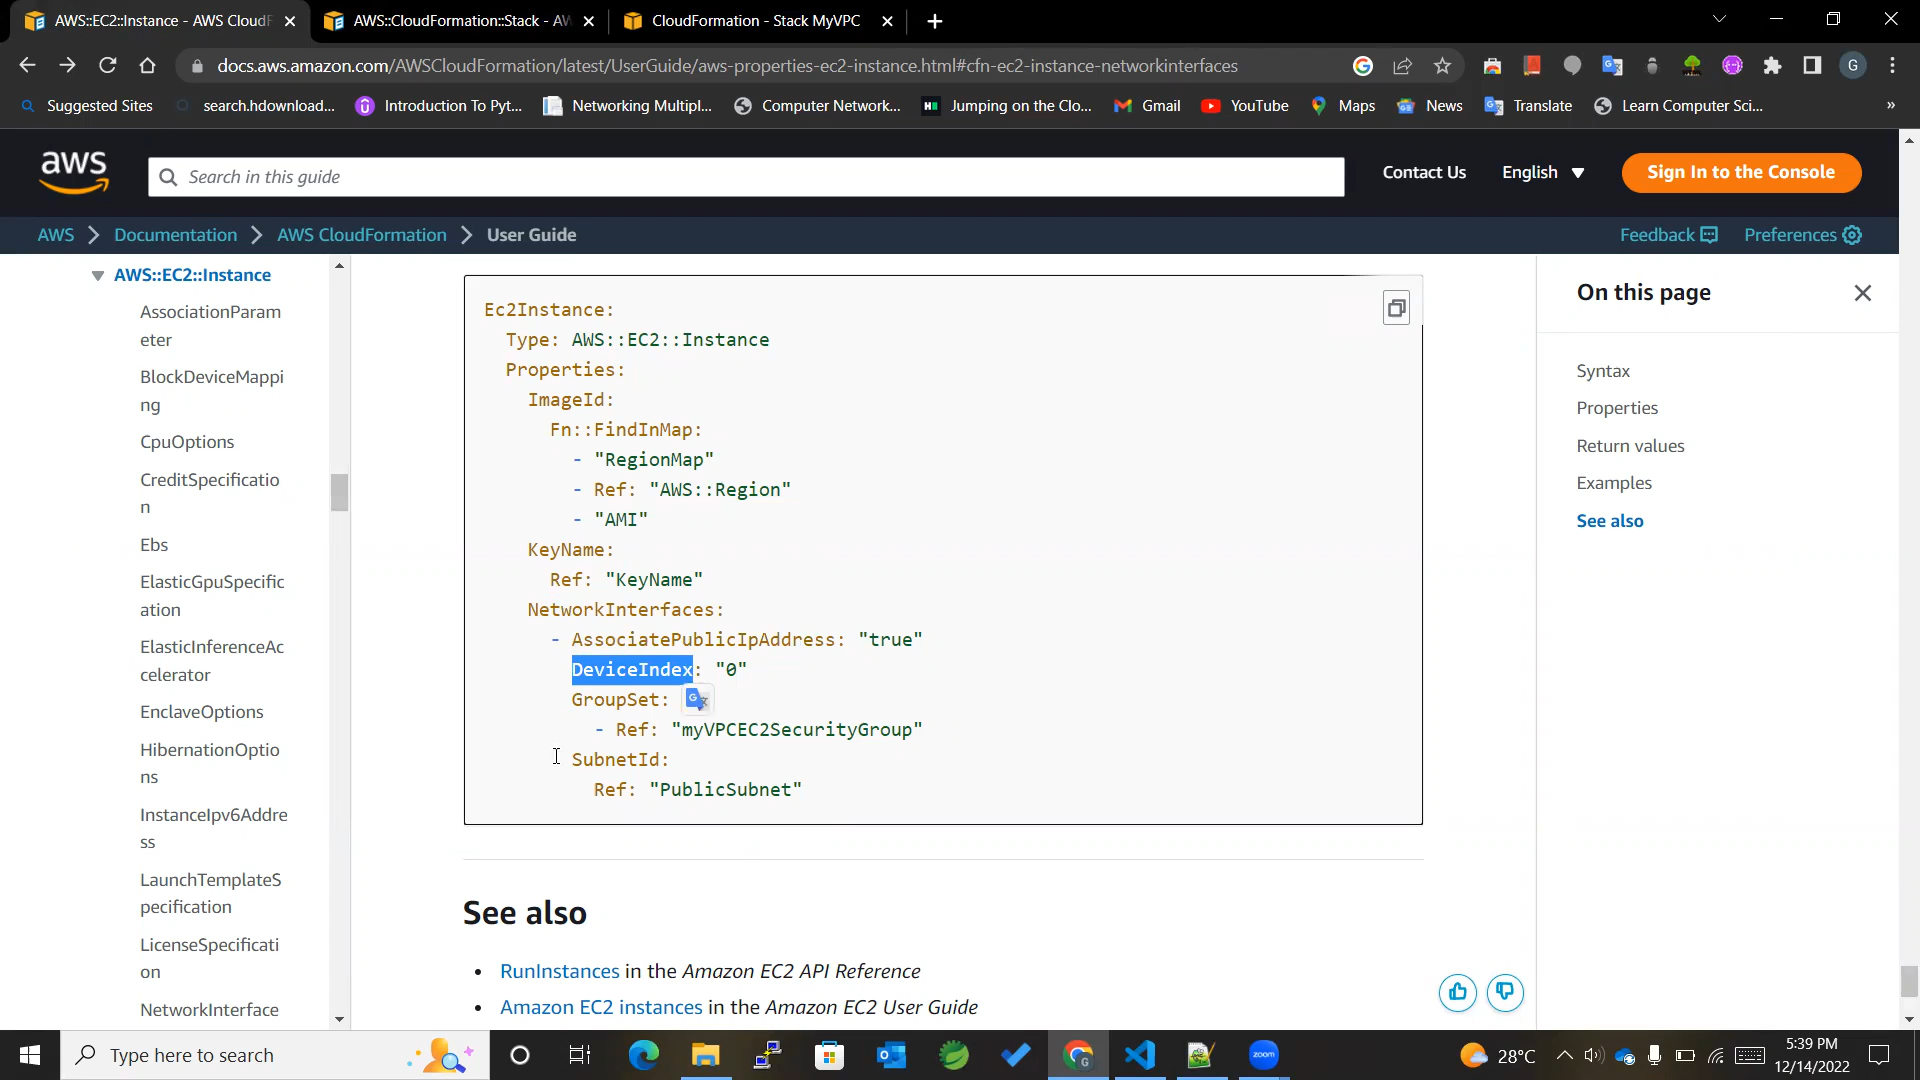 AWS::EC2::Instance - AWS CloudF
AWS::CloudFormation::Stack - AW
CloudFormation - Stack MyVPC
docs.aws.amazon.com/AWSCloudFormation/latest/UserGuide/aws-properties-ec2-instance.html#cfn-ec2-instance-networkinterfaces
G
Suggested Sites
search.hdownload...
Introduction To Pyt...
Networking Multipl...
Computer Network...
Jumping on the Clo...
Gmail
YouTube
Maps
News
Translate
Learn Computer Sci...
»
aws
Search in this guide
Contact Us
English
Sign In to the Console
AWS
Documentation
AWS CloudFormation
User Guide
Feedback
Preferences
AWS::EC2::Instance
AssociationParam
eter
BlockDeviceMappi
ng
CpuOptions
CreditSpecificatio
n
Ebs
ElasticGpuSpecific
ation
ElasticInferenceAc
celerator
EnclaveOptions
HibernationOptio
ns
InstanceIpv6Addre
ss
LaunchTemplateS
pecification
LicenseSpecificati
on
NetworkInterface
Ec2Instance:
Type: AWS::EC2::Instance
Properties:
ImageId:
Fn::FindInMap:
- "RegionMap"
- Ref: "AWS::Region"
- "AMI"
KeyName:
Ref: "KeyName"
NetworkInterfaces:
- AssociatePublicIpAddress: "true"
DeviceIndex: "0"
GroupSet:
- Ref: "myVPCEC2SecurityGroup"
SubnetId:
Ref: "PublicSubnet"
See also
• RunInstances in the Amazon EC2 API Reference
• Amazon EC2 instances in the Amazon EC2 User Guide
On this page
Syntax
Properties
Return values
Examples
See also
Type here to search
zoom
28°C
5:39 PM
12/14/2022